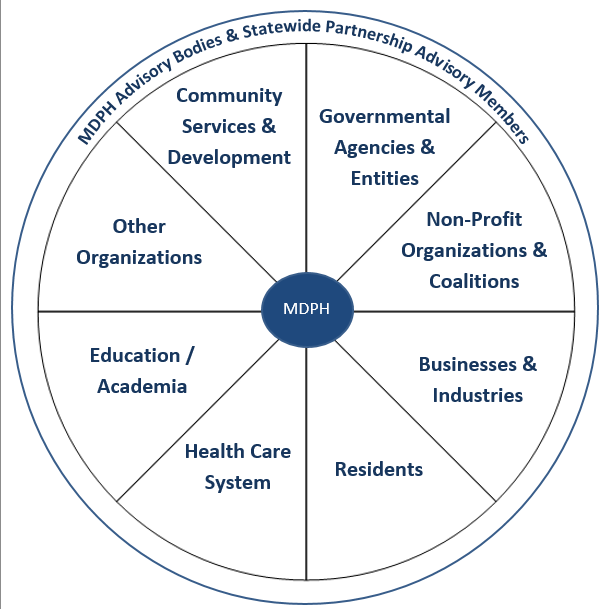 MDPH Advisory Bodies & Statewide Partnership Advisory Members
Community
Services &
Development
Governmental
Agencies &
Entities
Non-Profit
Organizations &
Coalitions
Other
Organizations
MDPH
Education /
Academia
Businesses &
Industries
Health Care
System
Residents